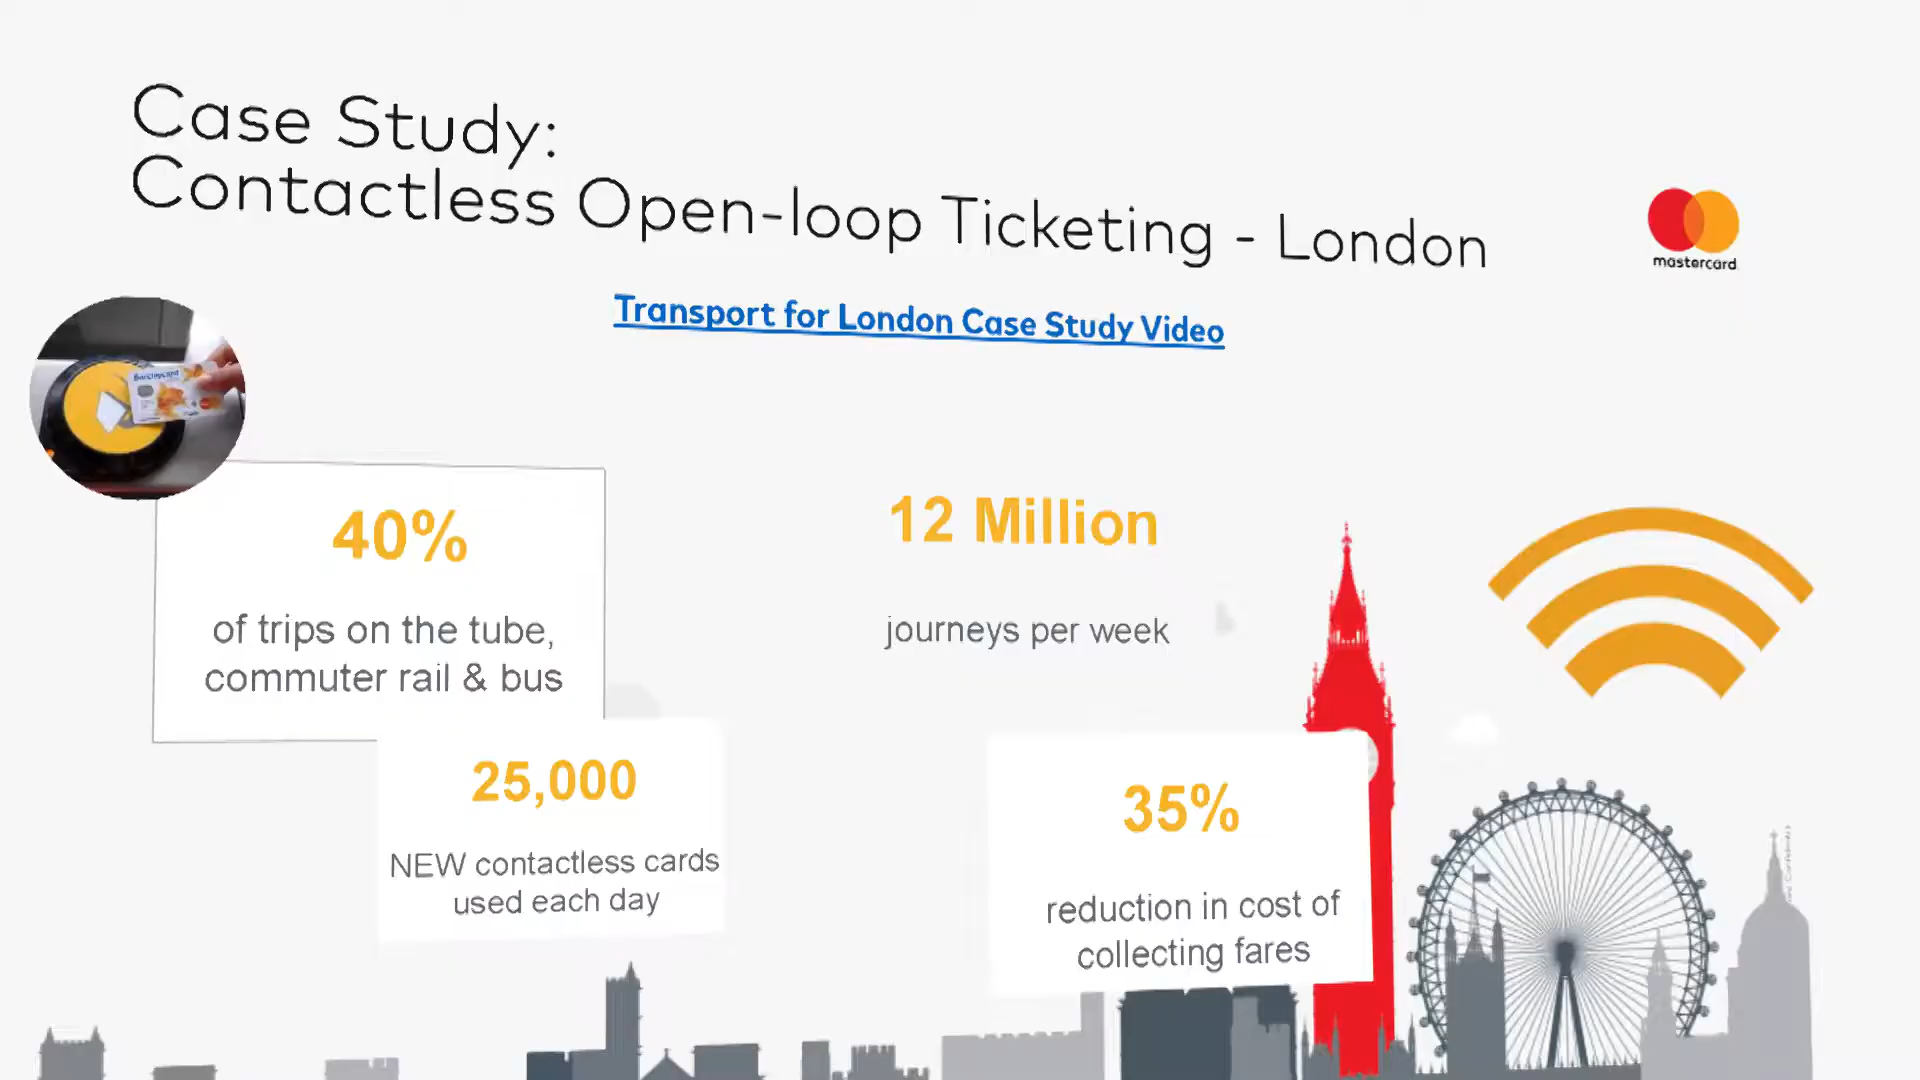 Case Study:
Contactless Open-loop Ticketing - London
mastercard
Transport for London Case Study Video
Barclaycard
40%
of trips on the tube,
commuter rail & bus
12 Million
journeys per week
25,000
NEW contactless cards
used each day
35%
reduction in cost of
collecting fares